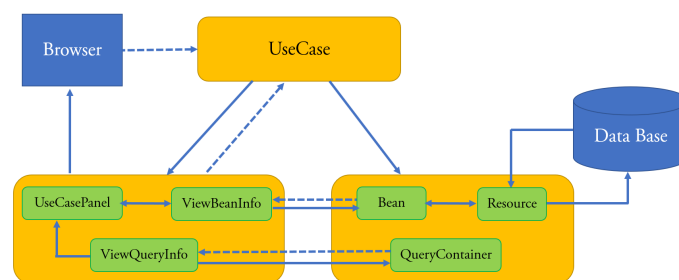 Browser
UseCase
Data Base
UseCasePanel
ViewBeanInfo
Bean
Resource
ViewQueryInfo
QueryContainer